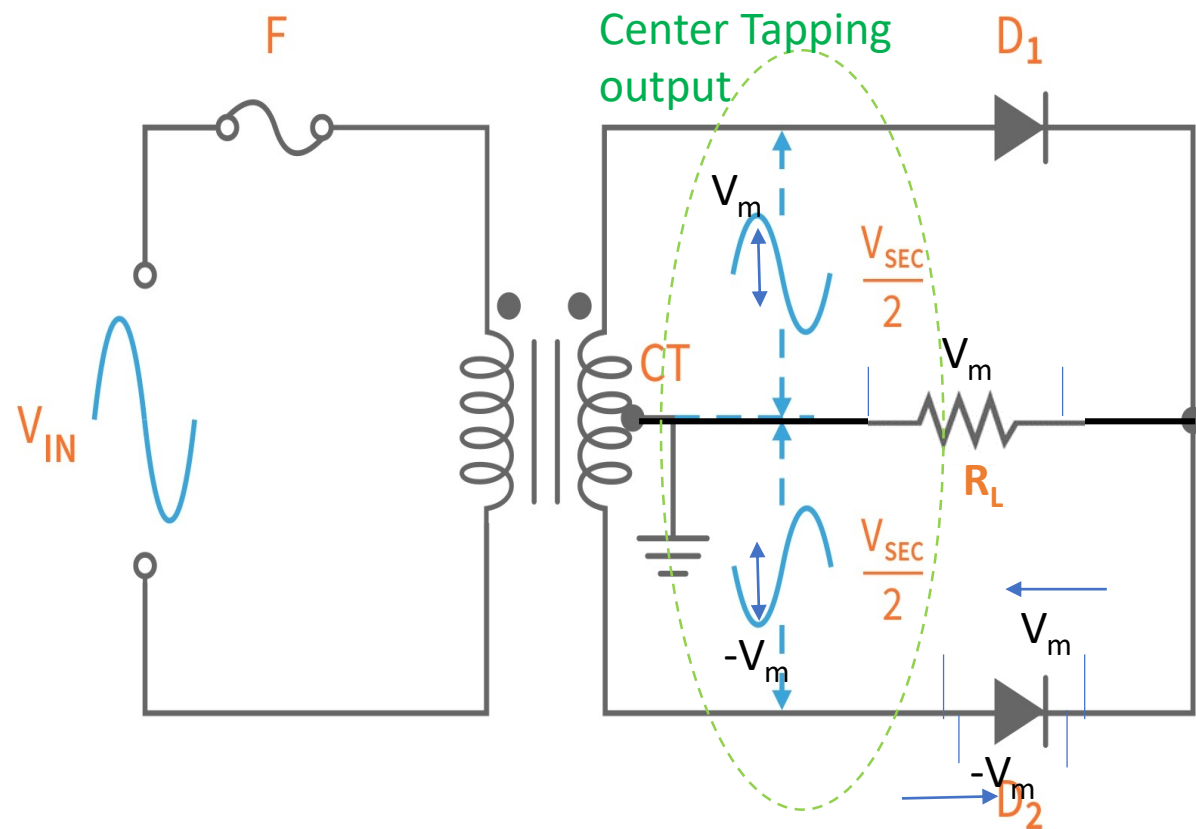 F
Center Tapping
output
D1
Vm
VSEC
2
CT
Vm
VIN
RL
VSEC
2
Vm
-Vm
-Vm
D2